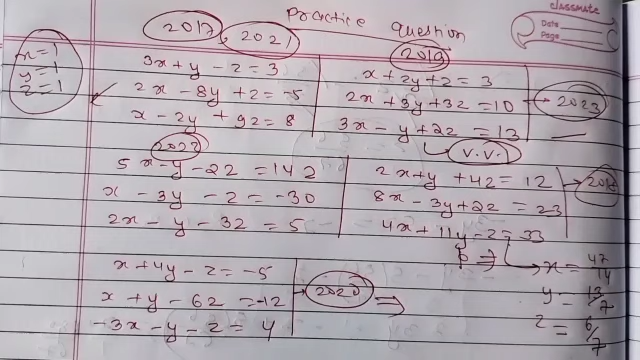 Practice question
CLASSMATE
Date
Page
2017, 2021
2019
x = 1
y = 1
z = 1
3x + y - z = 3
2x - 8y + z = -5
x - 2y + 9z = 8
x + 2y + z = 3
2x + 3y + 3z = 10
3x - y + 2z = 13
2023
V.V.
2022
5x - y - 2z = 142
x - 3y - z = -30
2x - y - 3z = 5
2x + y + 4z = 12
8x - 3y + 2z = 23
4x + 11y - z = 33
x + 4y - z = -5
x + y - 6z = -12
-3x - y - z = 4
2020 ⇒
⇒ x = 47/14
y = 13/7
z = 6/7